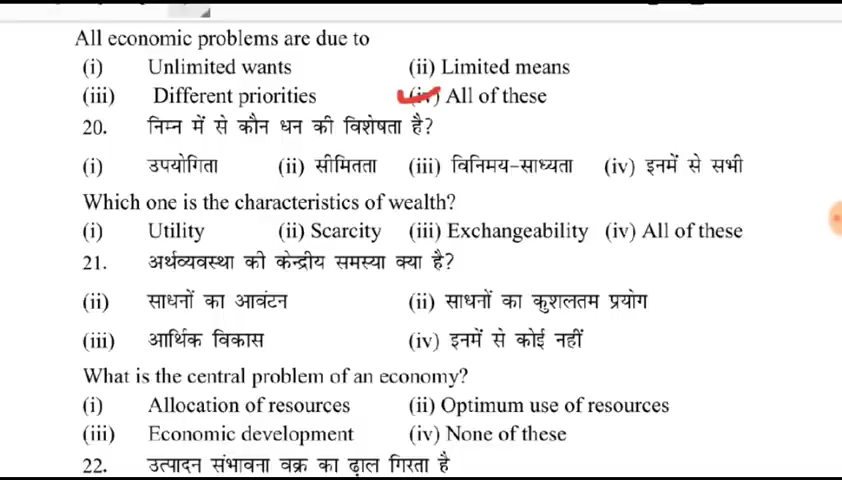 All economic problems are due to
(i) Unlimited wants (ii) Limited means
(iii) Different priorities (iv) All of these
20. निम्न में से कौन धन की विशेषता है?
(i) उपयोगिता (ii) सीमितता (iii) विनिमय-साध्यता (iv) इनमें से सभी
Which one is the characteristics of wealth?
(i) Utility (ii) Scarcity (iii) Exchangeability (iv) All of these
21. अर्थव्यवस्था की केन्द्रीय समस्या क्या है?
(ii) साधनों का आवंटन (ii) साधनों का कुशलतम प्रयोग
(iii) आर्थिक विकास (iv) इनमें से कोई नहीं
What is the central problem of an economy?
(i) Allocation of resources (ii) Optimum use of resources
(iii) Economic development (iv) None of these
22. उत्पादन संभावना वक्र का ढ़ाल गिरता है